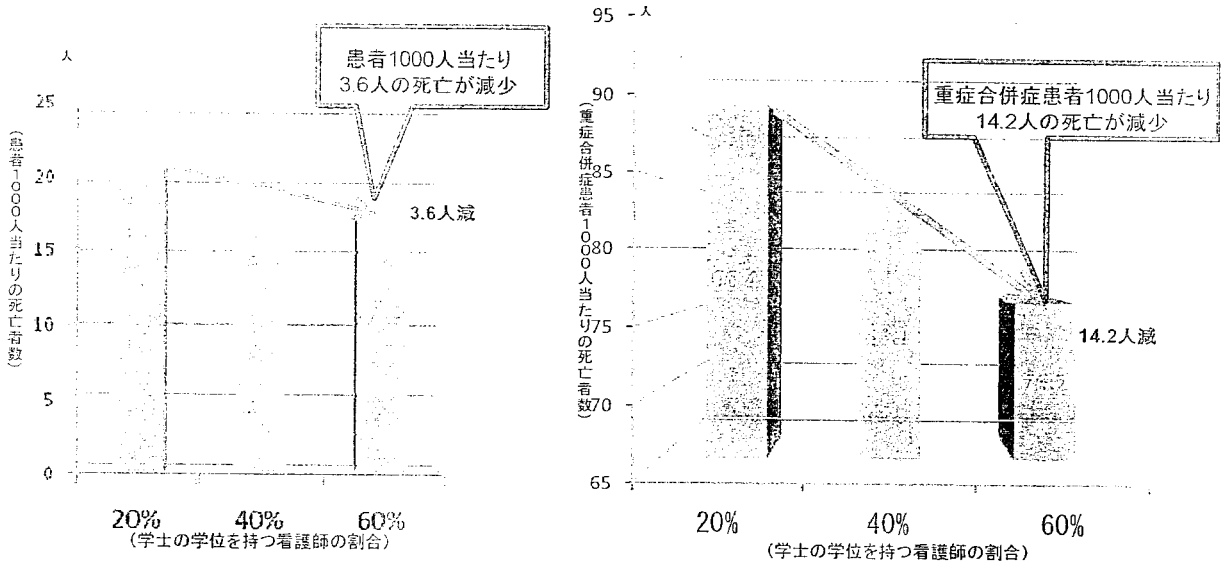 人
患者1000人当たり
3.6人の死亡が減少
25
20
15
10
5
0
(患者1000人当たりの死亡者数)
3.6人減
20%
40%
60%
(学士の学位を持つ看護師の割合)
95
人
90
85
80
75
70
65
(重症合併症患者1000人当たりの死亡者数)
重症合併症患者1000人当たり
14.2人の死亡が減少
14.2人減
20%
40%
60%
(学士の学位を持つ看護師の割合)